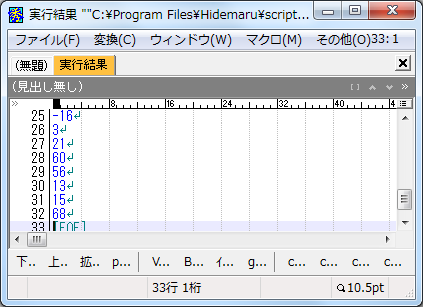 実行結果 ""C:¥Program Files¥Hidemaru¥script...
ファイル(F) 変換(C) ウィンドウ(W) マクロ(M) その他(O) 33:1
(無題) 実行結果
(見出し無し)
8 16 24 32 40 4
25 -16
26 3
27 21
28 60
29 56
30 13
31 15
32 68
33 [EOF]
下... 上... 拡... p... V... B... イ... g... c... c... c... c...
33行 1桁 10.5pt